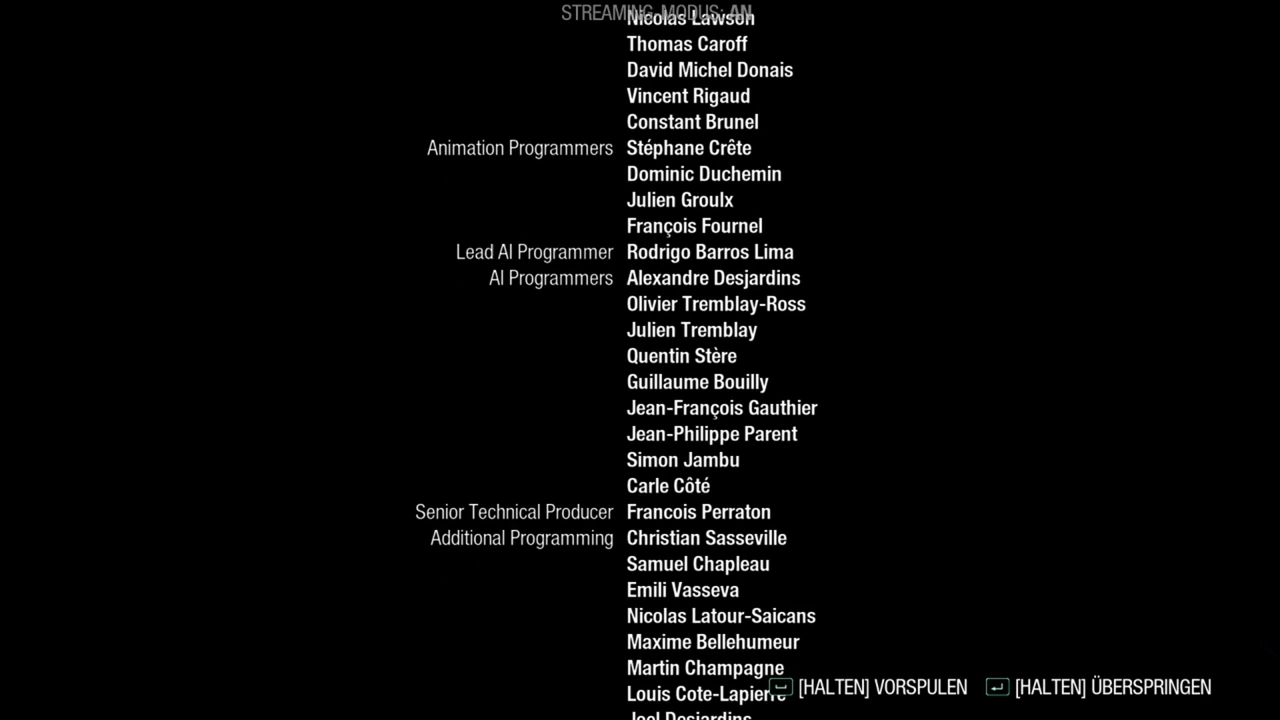 STREAMING-MODUS: AN
Nicolas Lawson
Thomas Caroff
David Michel Donais
Vincent Rigaud
Constant Brunel
Animation Programmers Stéphane Crête
Dominic Duchemin
Julien Groulx
François Fournel
Lead AI Programmer Rodrigo Barros Lima
AI Programmers Alexandre Desjardins
Olivier Tremblay-Ross
Julien Tremblay
Quentin Stère
Guillaume Bouilly
Jean-François Gauthier
Jean-Philippe Parent
Simon Jambu
Carle Côté
Senior Technical Producer Francois Perraton
Additional Programming Christian Sasseville
Samuel Chapleau
Emili Vasseva
Nicolas Latour-Saicans
Maxime Bellehumeur
Martin Champagne
[HALTEN] VORSPULEN [HALTEN] ÜBERSPRINGEN
Louis Cote-Lapierre
Joel Desjardins